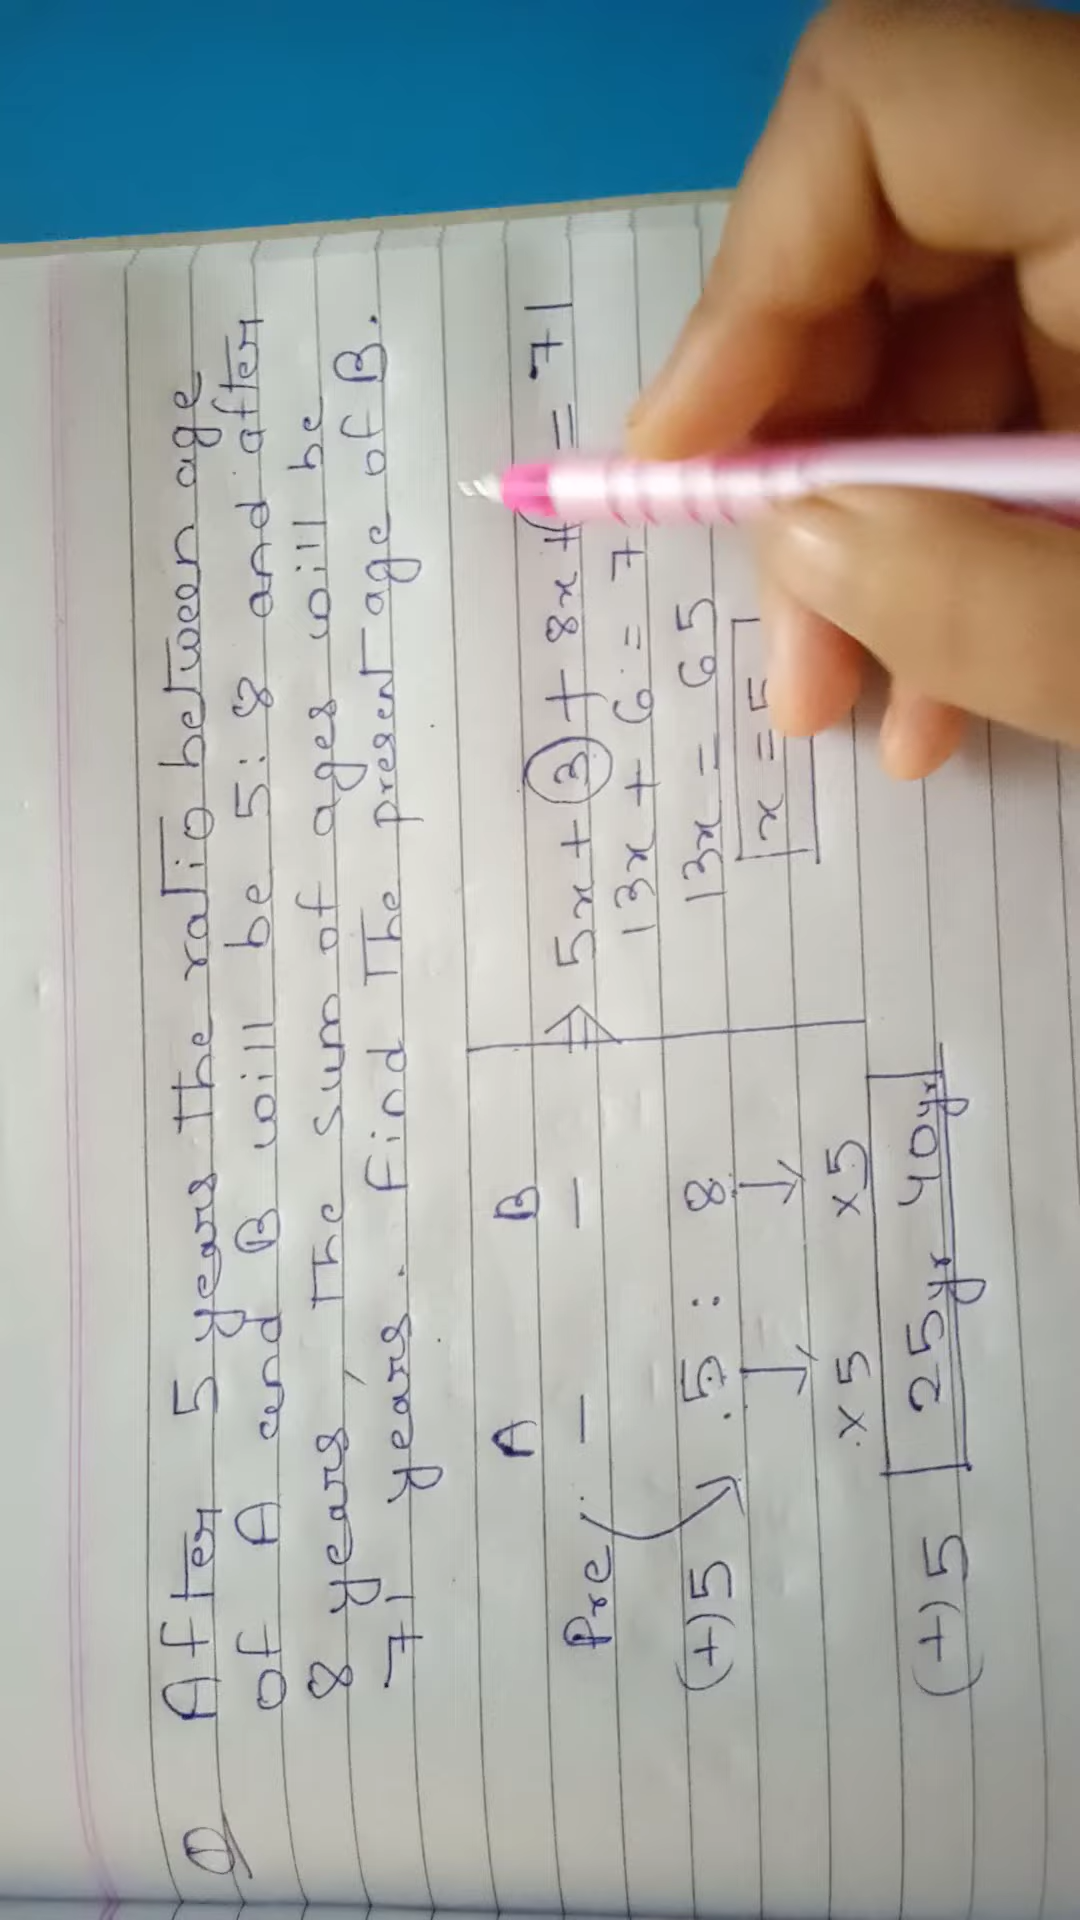 Q After 5 years the ratio between age
of A and B will be 5:8 and after
8 years, The sum of ages will be
71 years. Find The present age of B.
A B
Pre - -
(+)5 5 : 8
×5 ×5
(+)5 25yr 40yr
⇒ 5x + 3 + 8x + = 71
13x + 6 = 7
13x = 65
x = 5